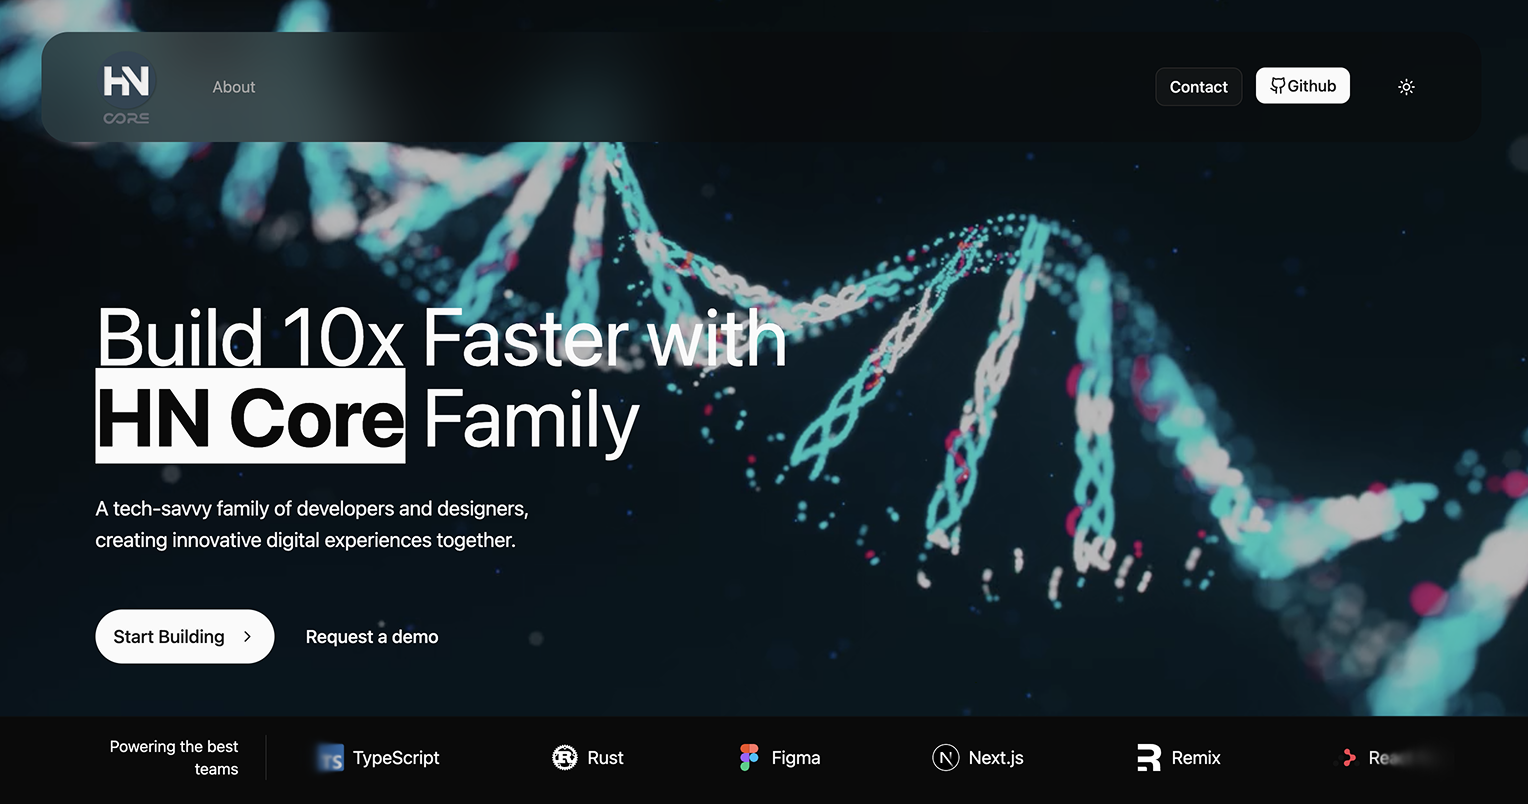 HN
CORE
About
Contact
Github
Build 10x Faster with
HN Core Family
A tech-savvy family of developers and designers,
creating innovative digital experiences together.
Start Building
Request a demo
Powering the best
teams
TS TypeScript
R Rust
Figma
N Next.js
R Remix